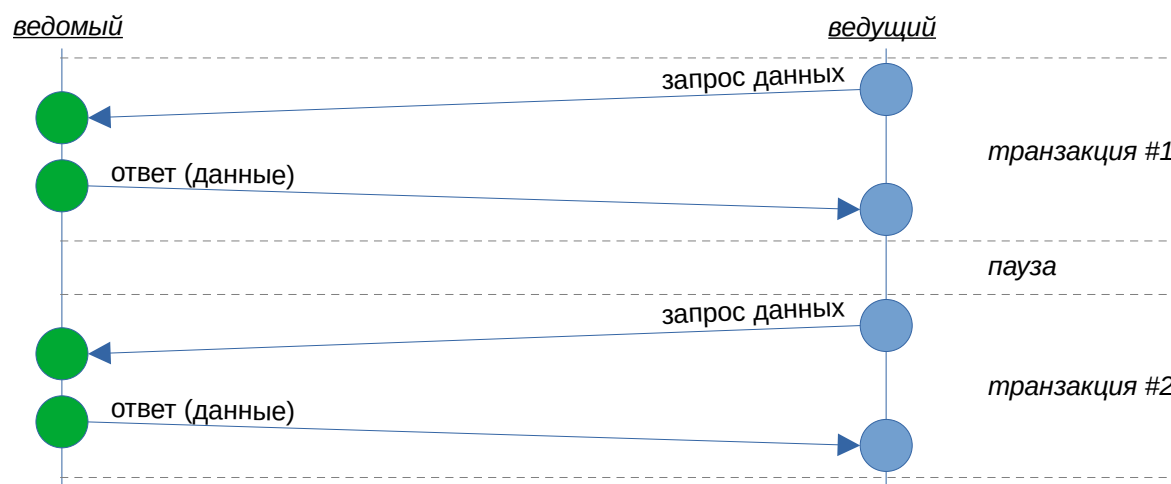 ведомый
ведущий
запрос данных
транзакция #1
ответ (данные)
пауза
запрос данных
транзакция #2
ответ (данные)